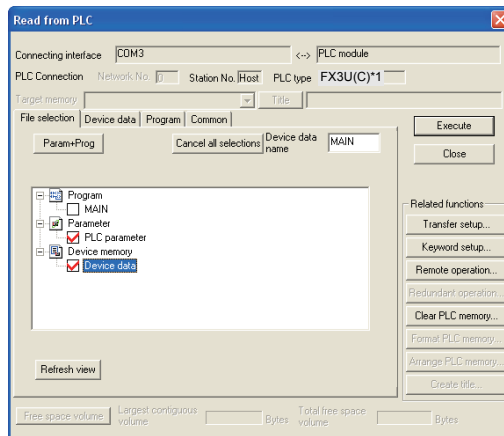 Read from PLC
Connecting interface COM3 <--> PLC module
PLC Connection Network No. 0 Station No. Host PLC type FX3U(C)*1
Target memory Title
File selection Device data Program Common
Param+Prog Cancel all selections Device data name MAIN
Execute
Close
Program
MAIN
Parameter
PLC parameter
Device memory
Device data
Refresh view
Related functions
Transfer setup...
Keyword setup...
Remote operation...
Redundant operation...
Clear PLC memory...
Format PLC memory...
Arrange PLC memory...
Create title...
Free space volume Largest contiguous volume Bytes Total free space volume Bytes